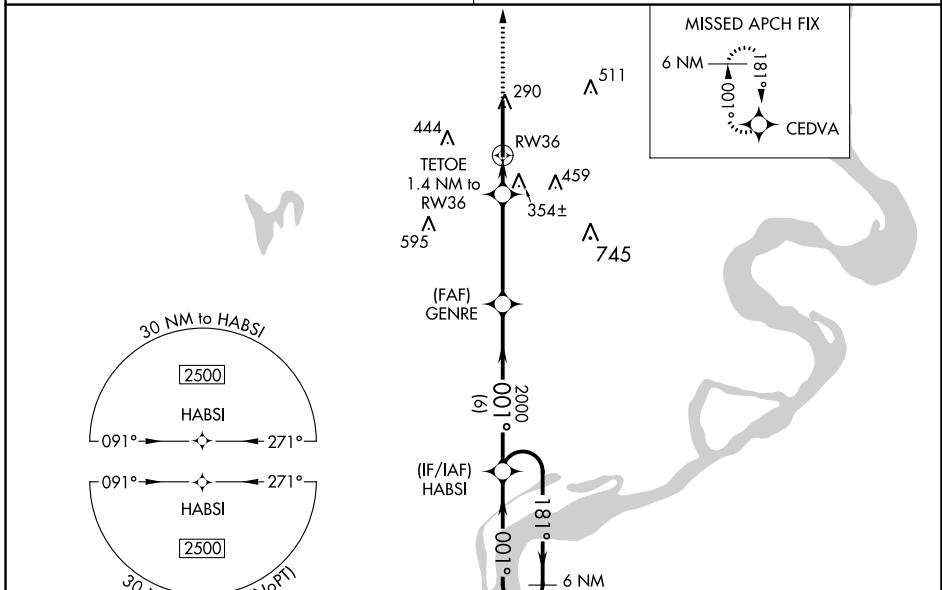 MISSED APCH FIX
6 NM
181°
001°
CEDVA
511
290
444
RW36
TETOE
1.4 NM to
RW36
459
354±
595
745
(FAF)
GENRE
30 NM to HABSI
2500
HABSI
091°
271°
2000
001°
(6)
(IF/IAF)
HABSI
091°
271°
HABSI
2500
181°
001°
6 NM